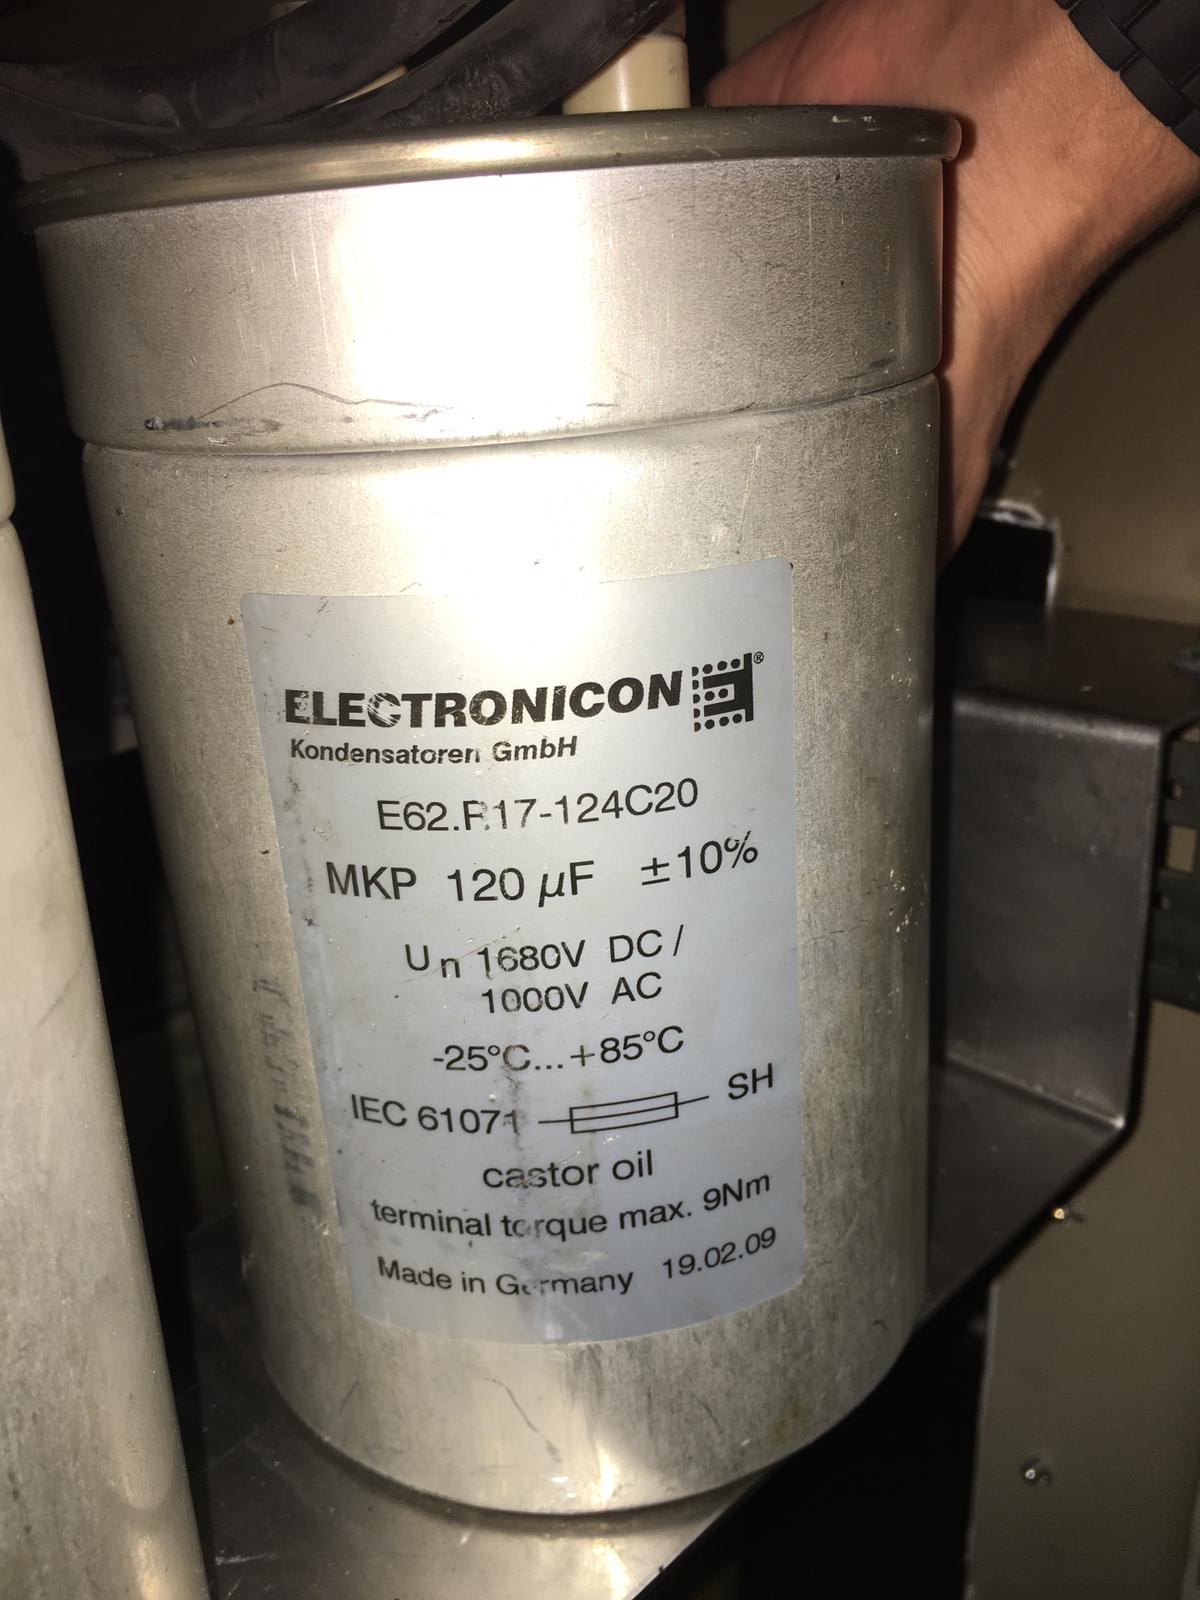 ELECTRONICON ®
Kondensatoren GmbH
E62.R17-124C20
MKP 120 µF ±10%
Un 1680V DC /
1000V AC
-25°C...+85°C
IEC 61071 SH
castor oil
terminal torque max. 9Nm
Made in Germany 19.02.09